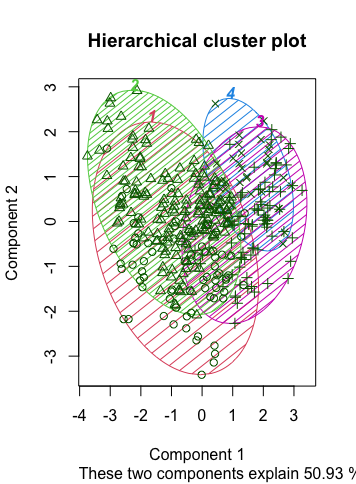 Hierarchical cluster plot
2
4
1
3
Component 2
3
2
1
0
-1
-2
-3
-4 -3 -2 -1 0 1 2 3
Component 1
These two components explain 50.93 %